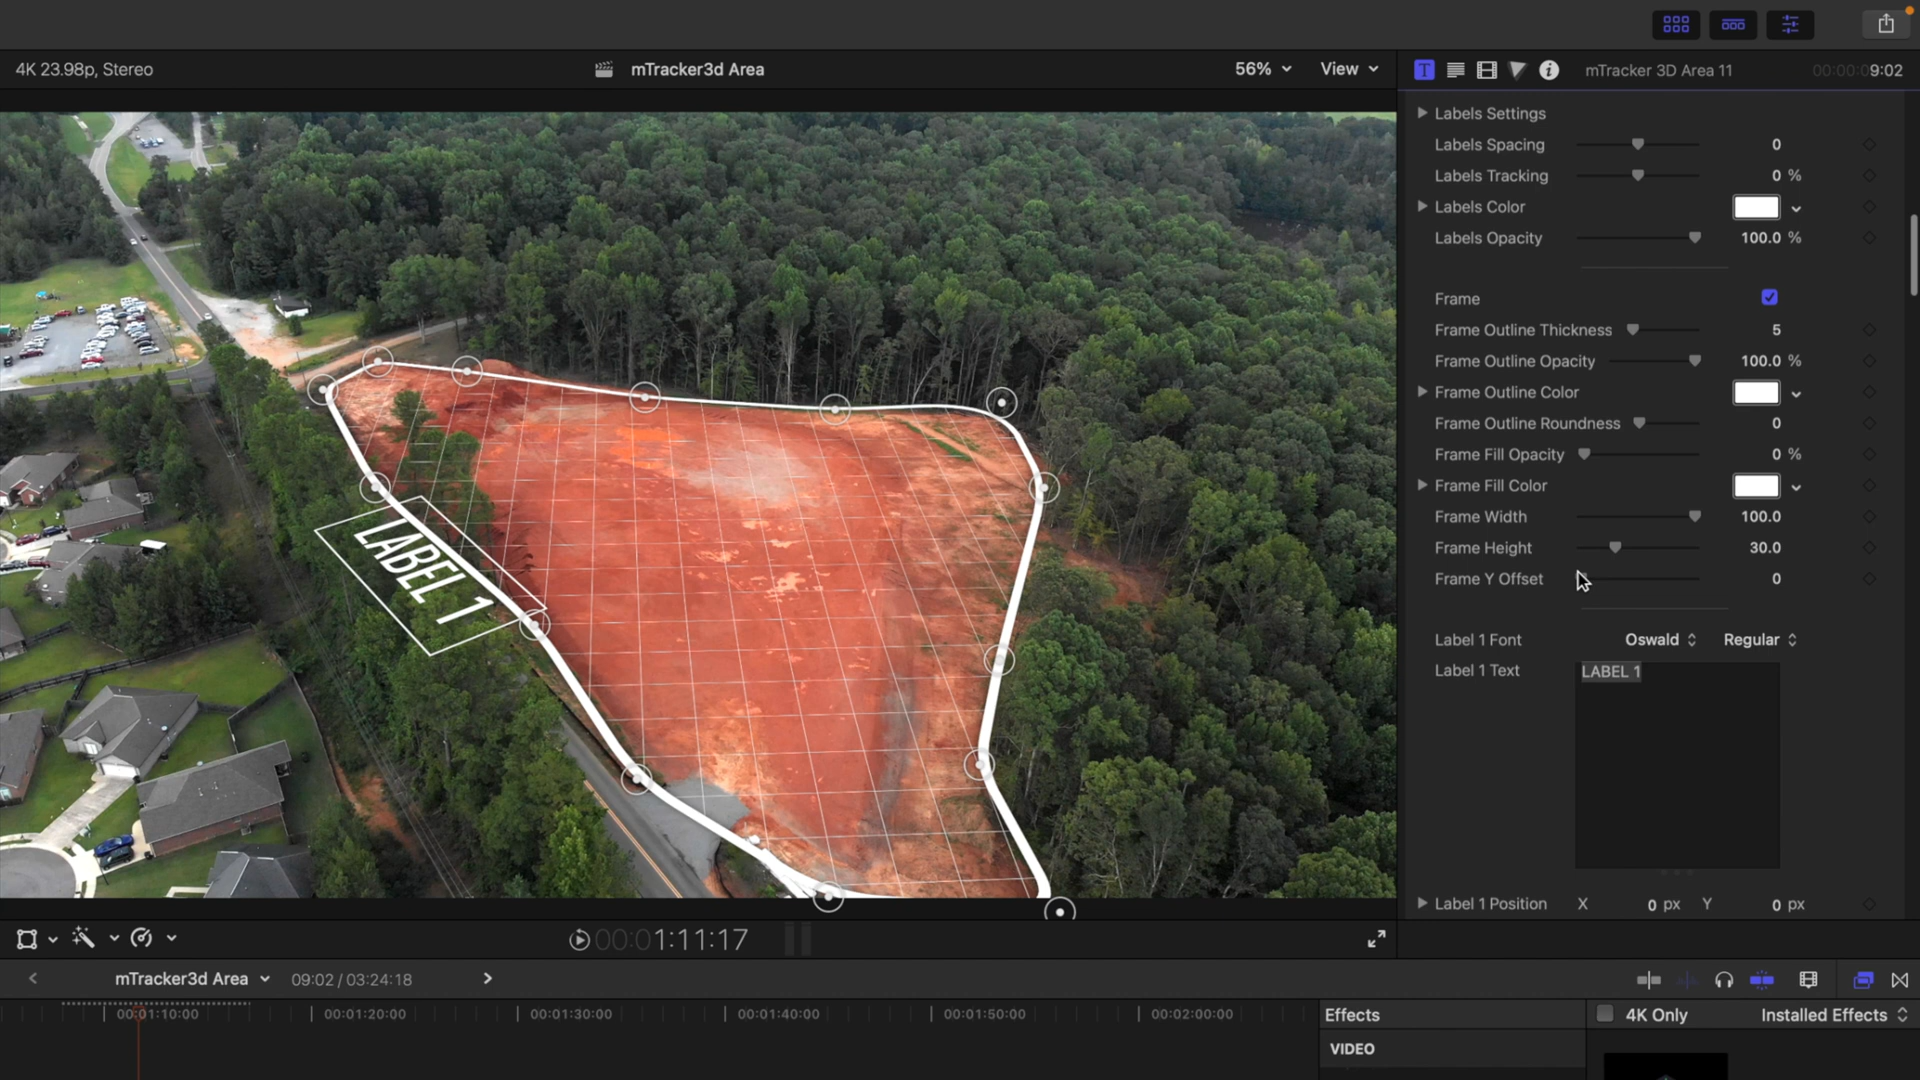 4K 23.98p, Stereo
mTracker3d Area
56%
View
mTracker 3D Area 11
00:00:09:02
Labels Settings
Labels Spacing 0
Labels Tracking 0 %
Labels Color
Labels Opacity 100.0 %
Frame
Frame Outline Thickness 5
Frame Outline Opacity 100.0 %
Frame Outline Color
Frame Outline Roundness 0
Frame Fill Opacity 0 %
Frame Fill Color
Frame Width 100.0
Frame Height 30.0
Frame Y Offset 0
Label 1 Font Oswald Regular
Label 1 Text LABEL 1
Label 1 Position X 0 px Y 0 px
LABEL 1
00:01:11:17
mTracker3d Area
09:02 / 03:24:18
00:01:10:00 00:01:20:00 00:01:30:00 00:01:40:00 00:01:50:00 00:02:00:00
Effects
4K Only
Installed Effects
VIDEO